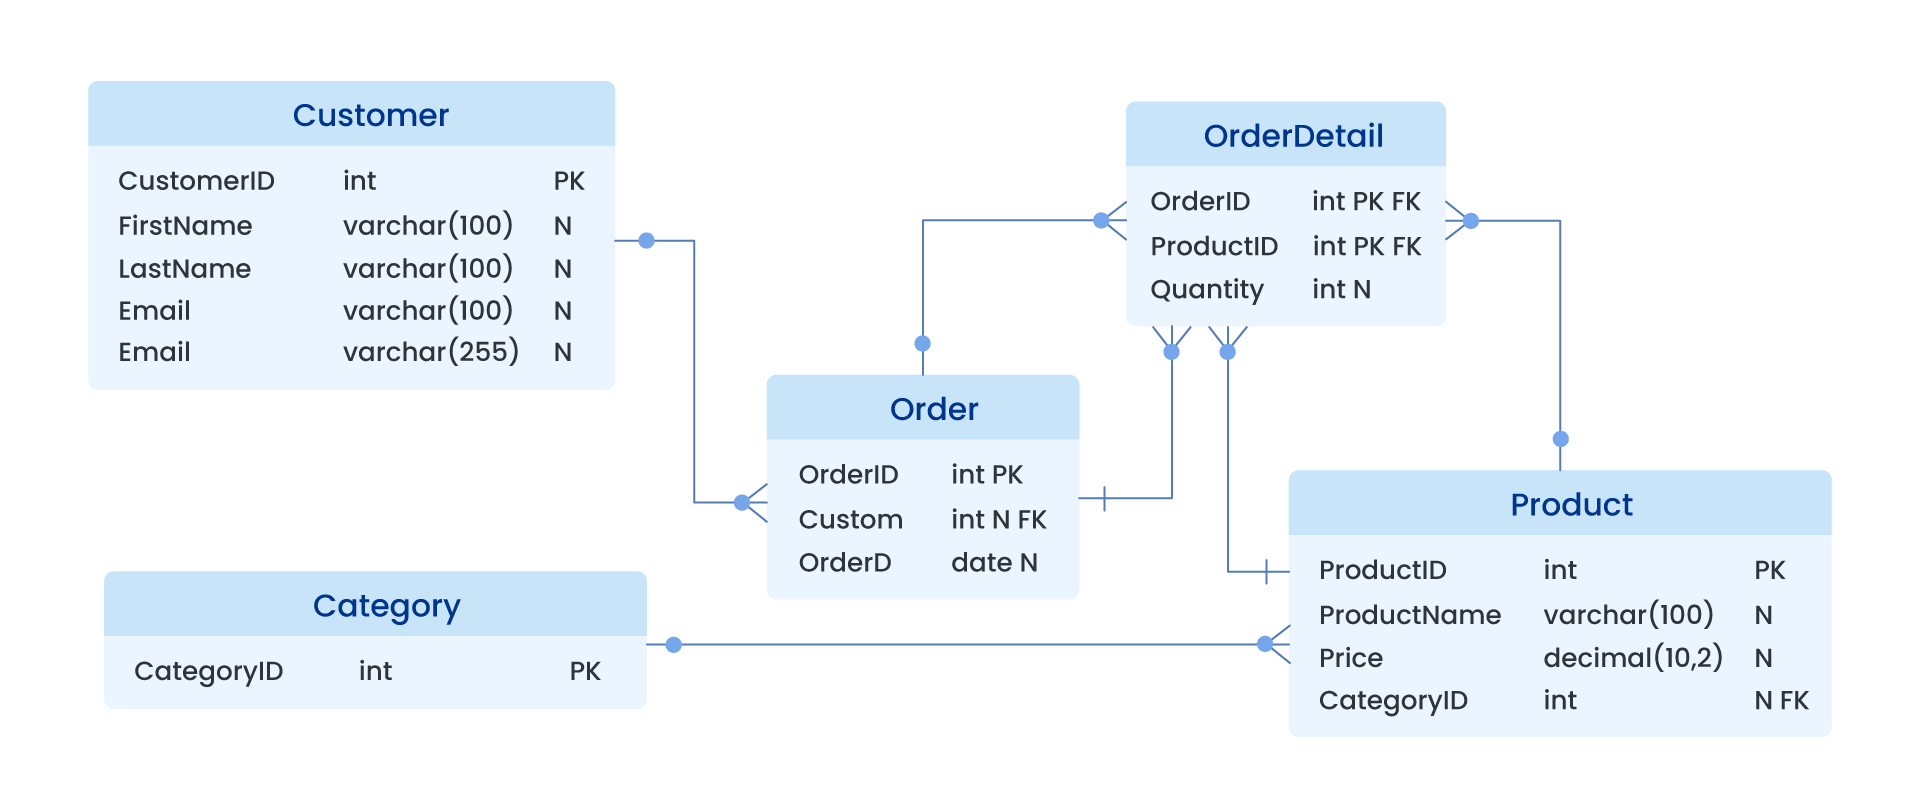 Customer
CustomerID int PK
FirstName varchar(100) N
LastName varchar(100) N
Email varchar(100) N
Email varchar(255) N
OrderDetail
OrderID int PK FK
ProductID int PK FK
Quantity int N
Order
OrderID int PK
Custom int N FK
OrderD date N
Category
CategoryID int PK
Product
ProductID int PK
ProductName varchar(100) N
Price decimal(10,2) N
CategoryID int N FK